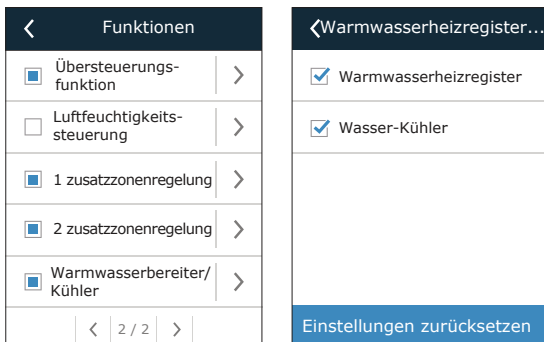 Funktionen
Übersteuerungs-
funktion
Luftfeuchtigkeits-
steuerung
1 zusatzzonenregelung
2 zusatzzonenregelung
Warmwasserbereiter/
Kühler
2 / 2
Warmwasserheizregister...
Warmwasserheizregister
Wasser-Kühler
Einstellungen zurücksetzen